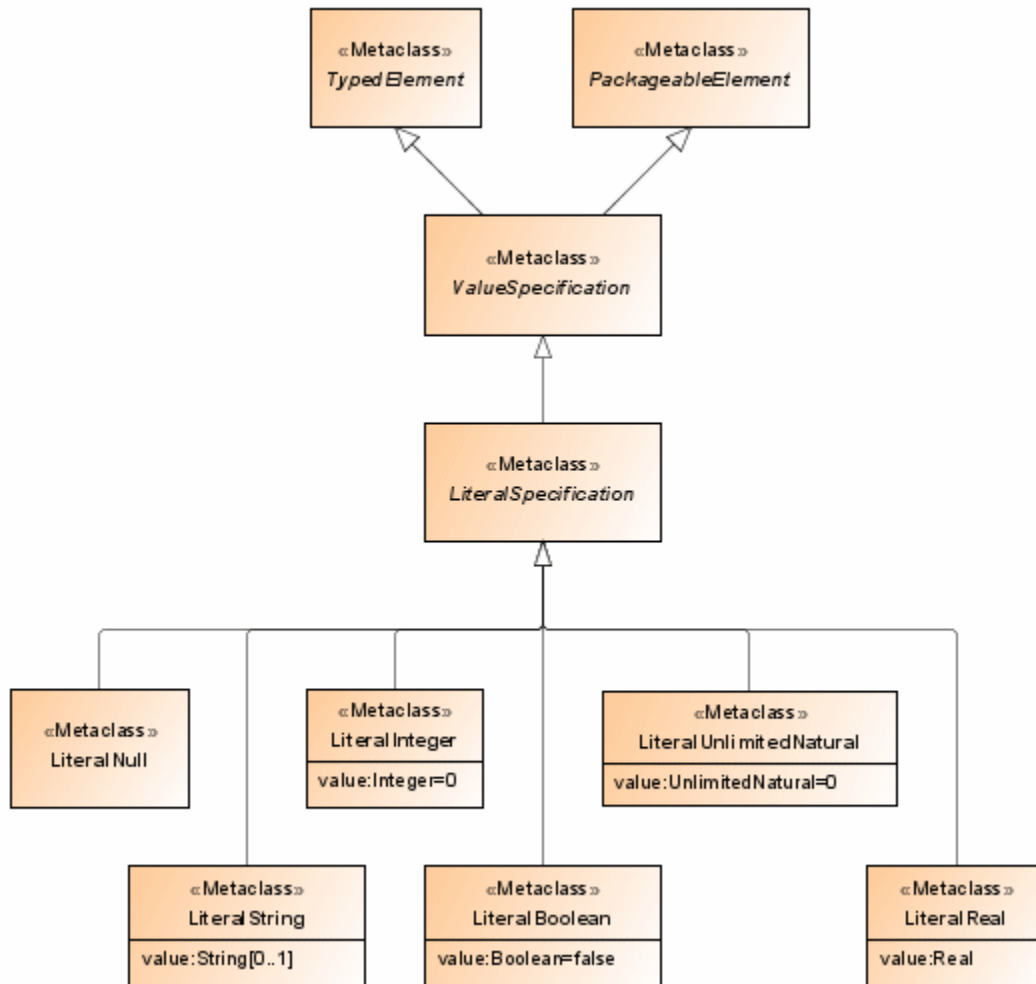 «Metaclass»
TypedElement
«Metaclass»
PackageableElement
«Metaclass»
ValueSpecification
«Metaclass»
LiteralSpecification
«Metaclass»
LiteralNull
«Metaclass»
LiteralInteger
value:Integer=0
«Metaclass»
LiteralUnlimitedNatural
value:UnlimitedNatural=0
«Metaclass»
LiteralString
value:String[0..1]
«Metaclass»
LiteralBoolean
value:Boolean=false
«Metaclass»
LiteralReal
value:Real